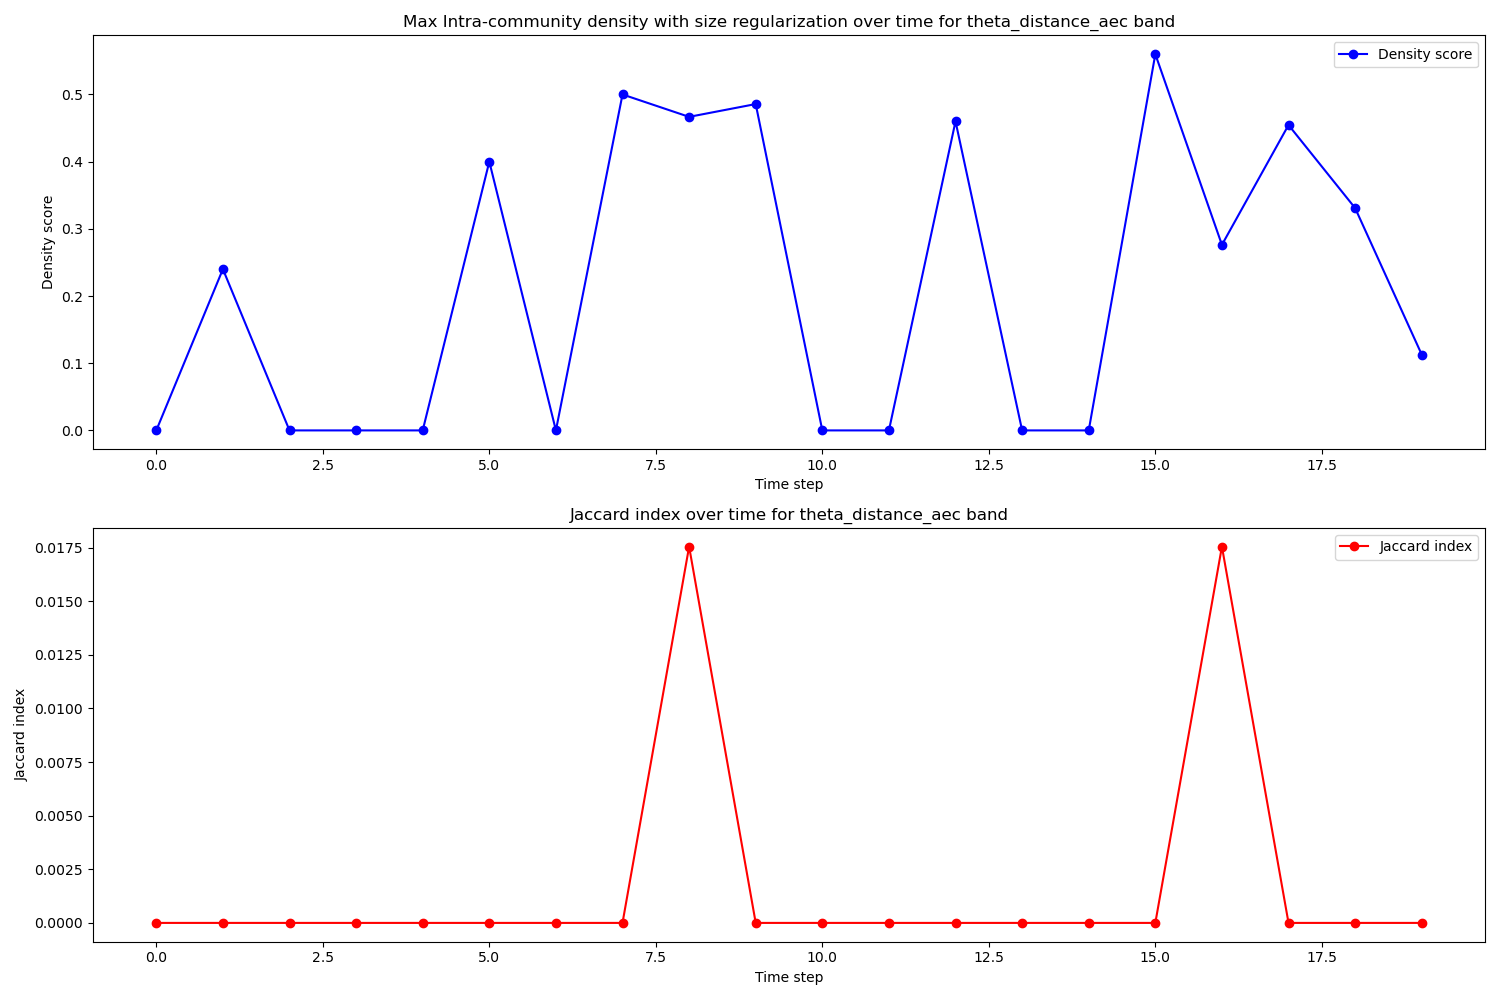 Max Intra-community density with size regularization over time for theta_distance_aec band
Density score
0.5
0.4
0.3
0.2
0.1
0.0
Density score
0.0 2.5 5.0 7.5 10.0 12.5 15.0 17.5
Time step
Jaccard index over time for theta_distance_aec band
Jaccard index
0.0175
0.0150
0.0125
0.0100
0.0075
0.0050
0.0025
0.0000
Jaccard index
0.0 2.5 5.0 7.5 10.0 12.5 15.0 17.5
Time step